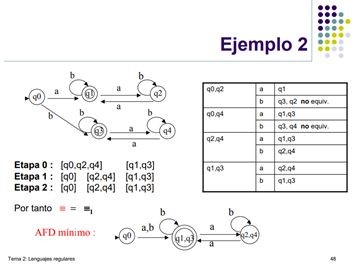 Ejemplo 2
b b
q0 a q1 a q2
a
b b b
q3 a q4
a
q0,q2 a q1
b q3, q2 no equiv.
q0,q4 a q1,q3
b q3, q4 no equiv.
q2,q4 a q1,q3
b q2,q4
q1,q3 a q2,q4
b q1,q3
Etapa 0 : [q0,q2,q4] [q1,q3]
Etapa 1 : [q0] [q2,q4] [q1,q3]
Etapa 2 : [q0] [q2,q4] [q1,q3]
Por tanto ≡ = ≡1
b b
AFD mínimo : q0 a,b q1,q3 a q2,q4
a
Tema 2: Lenguajes regulares 48